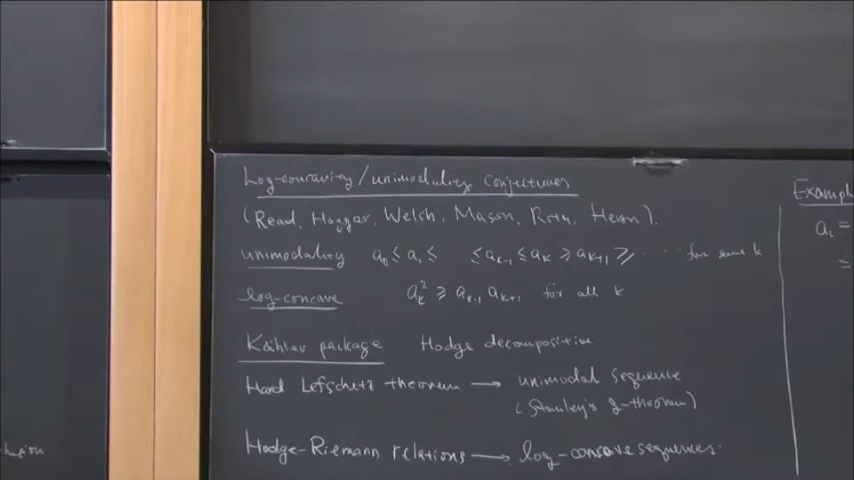 Log-concavity/unimodality conjectures
(Read, Hoggar, Welsh, Mason, Rota, Heron).
unimodality a₀ ≤ a₁ ≤ ≤ aₖ₋₁ ≤ aₖ ≥ aₖ₊₁ ≥ ···· for some k
log-concave aₖ² ≥ aₖ₋₁ aₖ₊₁ for all k
Kähler package Hodge decomposition
Hard Lefschetz theorem → unimodal sequence
(Stanley's g-theorem)
Hodge-Riemann relations → log-concave sequences.
Exampl
aᵢ =
=